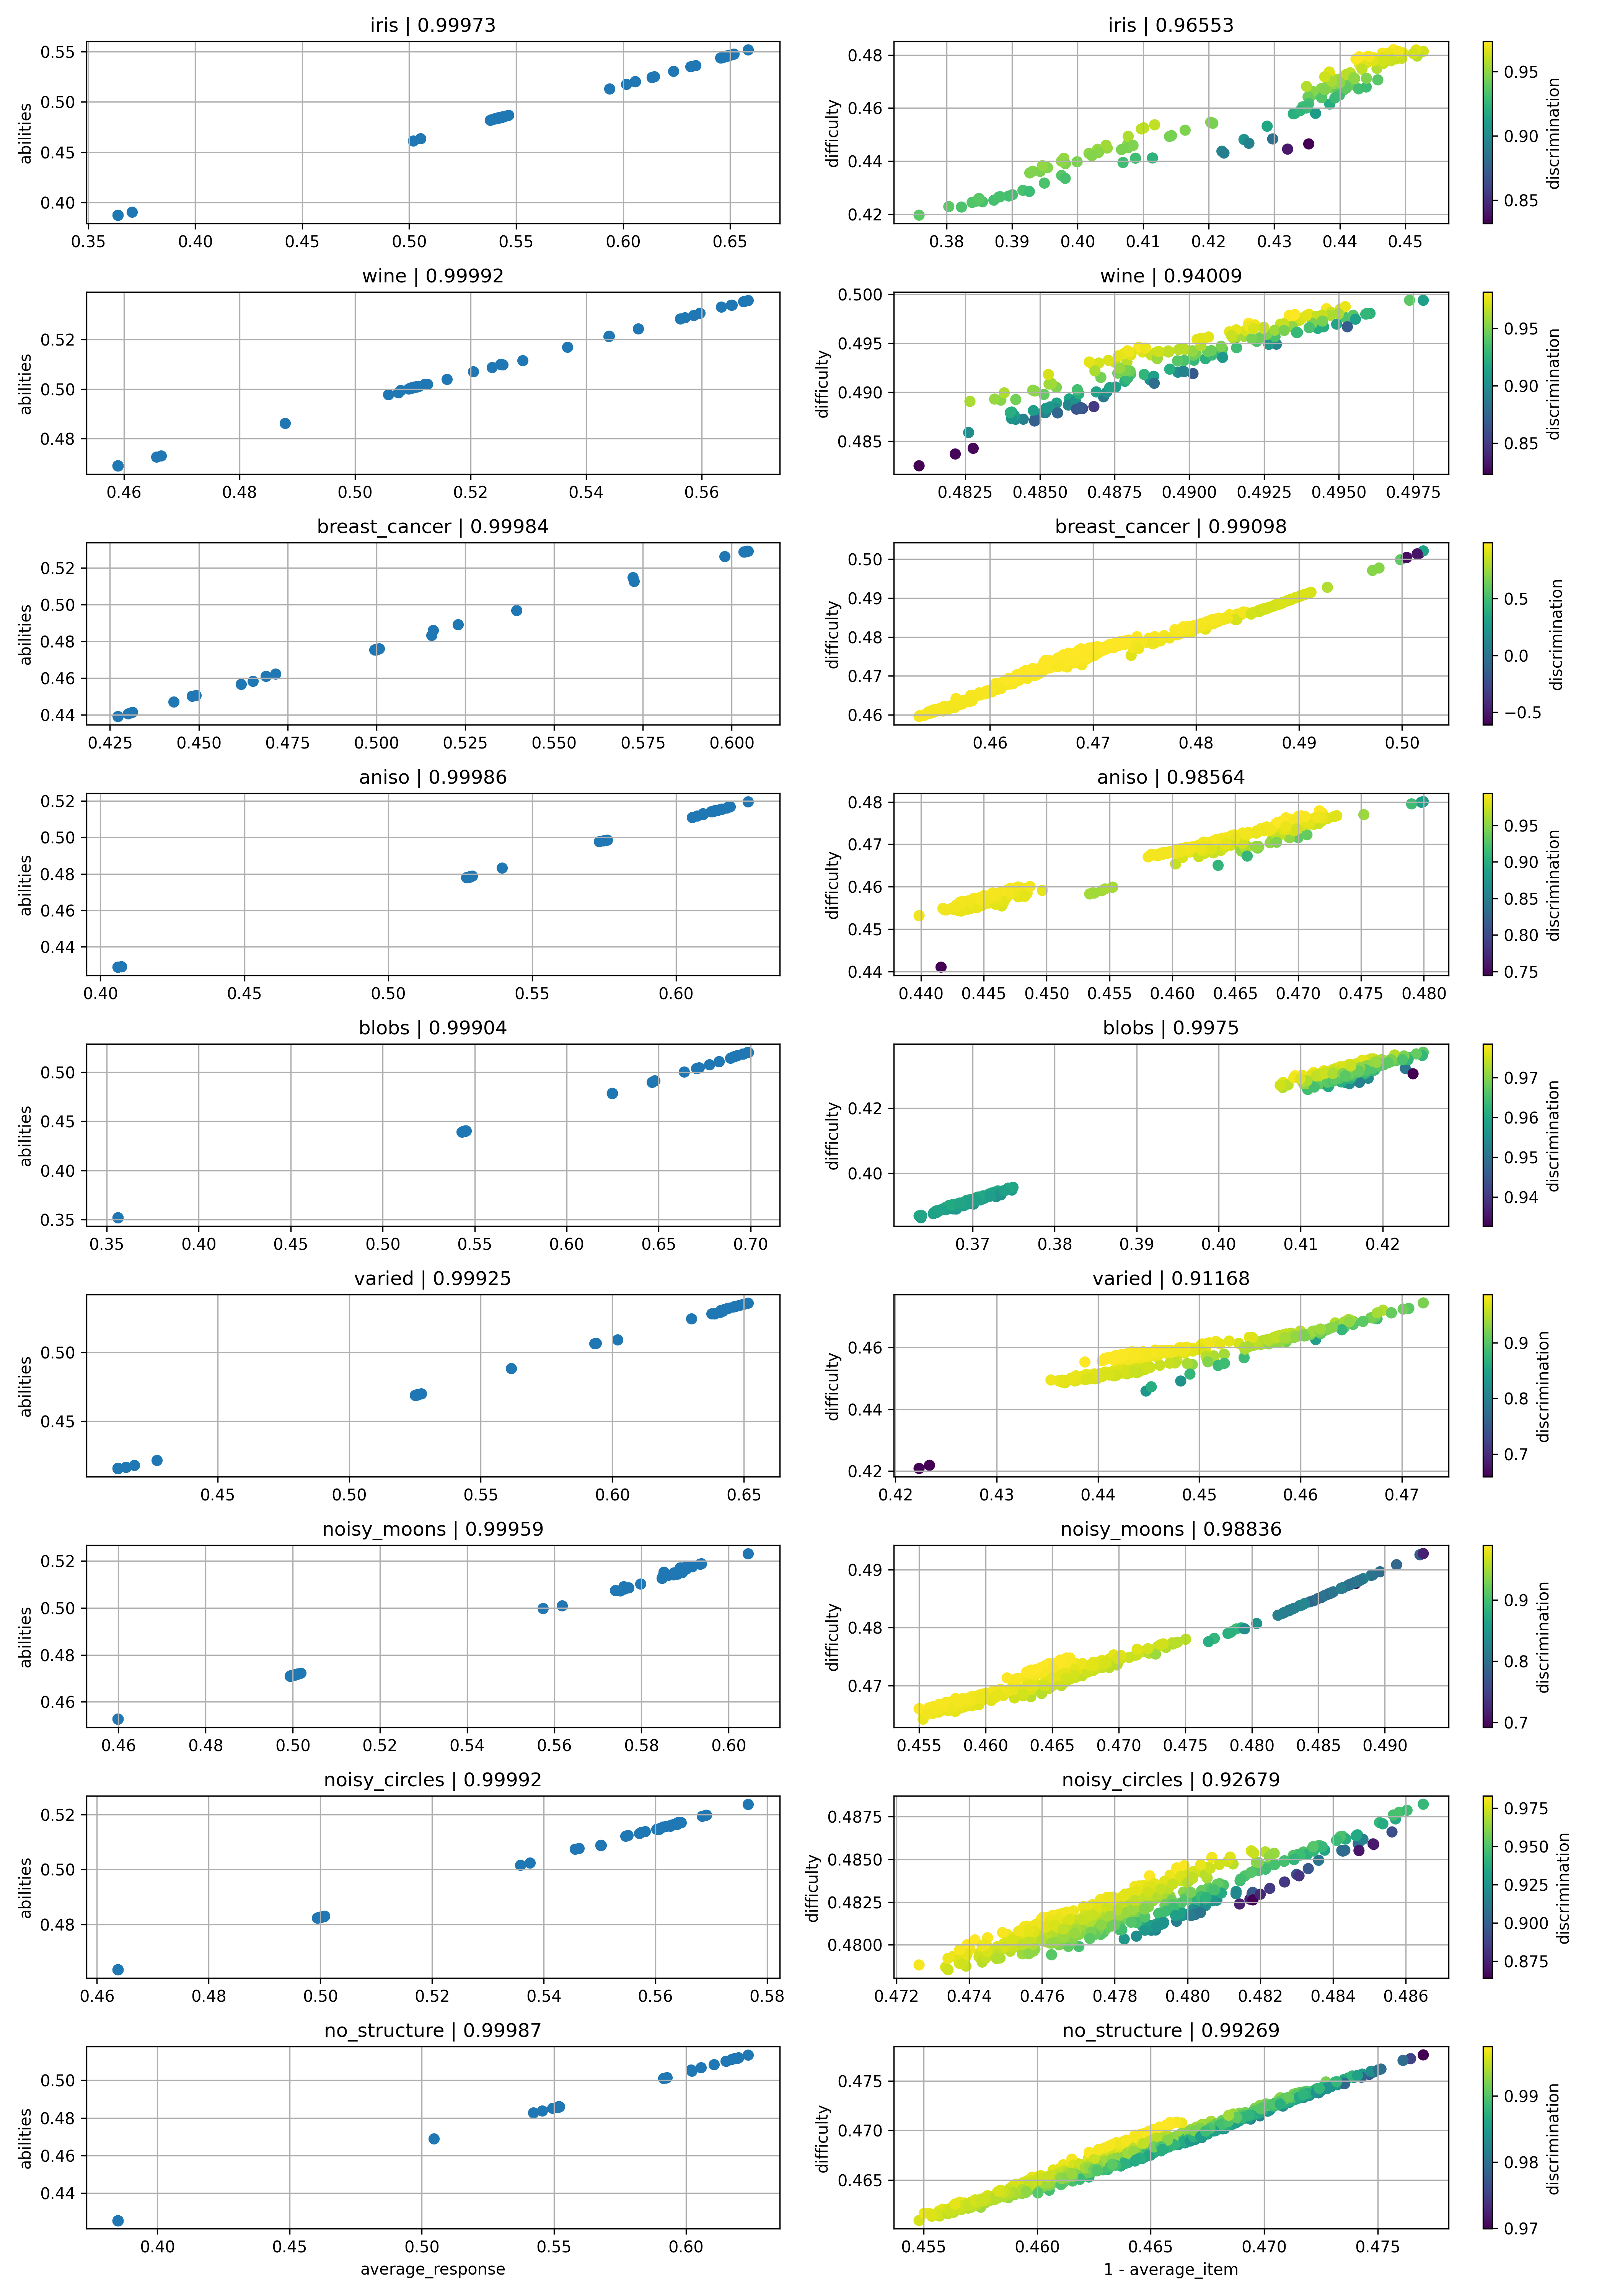 iris | 0.99973
abilities
0.55
0.50
0.45
0.40
0.35 0.40 0.45 0.50 0.55 0.60 0.65
iris | 0.96553
difficulty
0.48
0.46
0.44
0.42
0.38 0.39 0.40 0.41 0.42 0.43 0.44 0.45
discrimination
0.95
0.90
0.85
wine | 0.99992
abilities
0.52
0.50
0.48
0.46 0.48 0.50 0.52 0.54 0.56
wine | 0.94009
difficulty
0.500
0.495
0.490
0.485
0.4825 0.4850 0.4875 0.4900 0.4925 0.4950 0.4975
discrimination
0.95
0.90
0.85
breast_cancer | 0.99984
abilities
0.52
0.50
0.48
0.46
0.44
0.425 0.450 0.475 0.500 0.525 0.550 0.575 0.600
breast_cancer | 0.99098
difficulty
0.50
0.49
0.48
0.47
0.46
0.46 0.47 0.48 0.49 0.50
discrimination
0.5
0.0
−0.5
aniso | 0.99986
abilities
0.52
0.50
0.48
0.46
0.44
0.40 0.45 0.50 0.55 0.60
aniso | 0.98564
difficulty
0.48
0.47
0.46
0.45
0.44
0.440 0.445 0.450 0.455 0.460 0.465 0.470 0.475 0.480
discrimination
0.95
0.90
0.85
0.80
0.75
blobs | 0.99904
abilities
0.50
0.45
0.40
0.35
0.35 0.40 0.45 0.50 0.55 0.60 0.65 0.70
blobs | 0.9975
difficulty
0.42
0.40
0.37 0.38 0.39 0.40 0.41 0.42
discrimination
0.97
0.96
0.95
0.94
varied | 0.99925
abilities
0.50
0.45
0.45 0.50 0.55 0.60 0.65
varied | 0.91168
difficulty
0.46
0.44
0.42
0.42 0.43 0.44 0.45 0.46 0.47
discrimination
0.9
0.8
0.7
noisy_moons | 0.99959
abilities
0.52
0.50
0.48
0.46
0.46 0.48 0.50 0.52 0.54 0.56 0.58 0.60
noisy_moons | 0.98836
difficulty
0.49
0.48
0.47
0.455 0.460 0.465 0.470 0.475 0.480 0.485 0.490
discrimination
0.9
0.8
0.7
noisy_circles | 0.99992
abilities
0.52
0.50
0.48
0.46 0.48 0.50 0.52 0.54 0.56 0.58
noisy_circles | 0.92679
difficulty
0.4875
0.4850
0.4825
0.4800
0.472 0.474 0.476 0.478 0.480 0.482 0.484 0.486
discrimination
0.975
0.950
0.925
0.900
0.875
no_structure | 0.99987
abilities
0.50
0.48
0.46
0.44
0.40 0.45 0.50 0.55 0.60
average_response
no_structure | 0.99269
difficulty
0.475
0.470
0.465
0.455 0.460 0.465 0.470 0.475
1 - average_item
discrimination
0.99
0.98
0.97